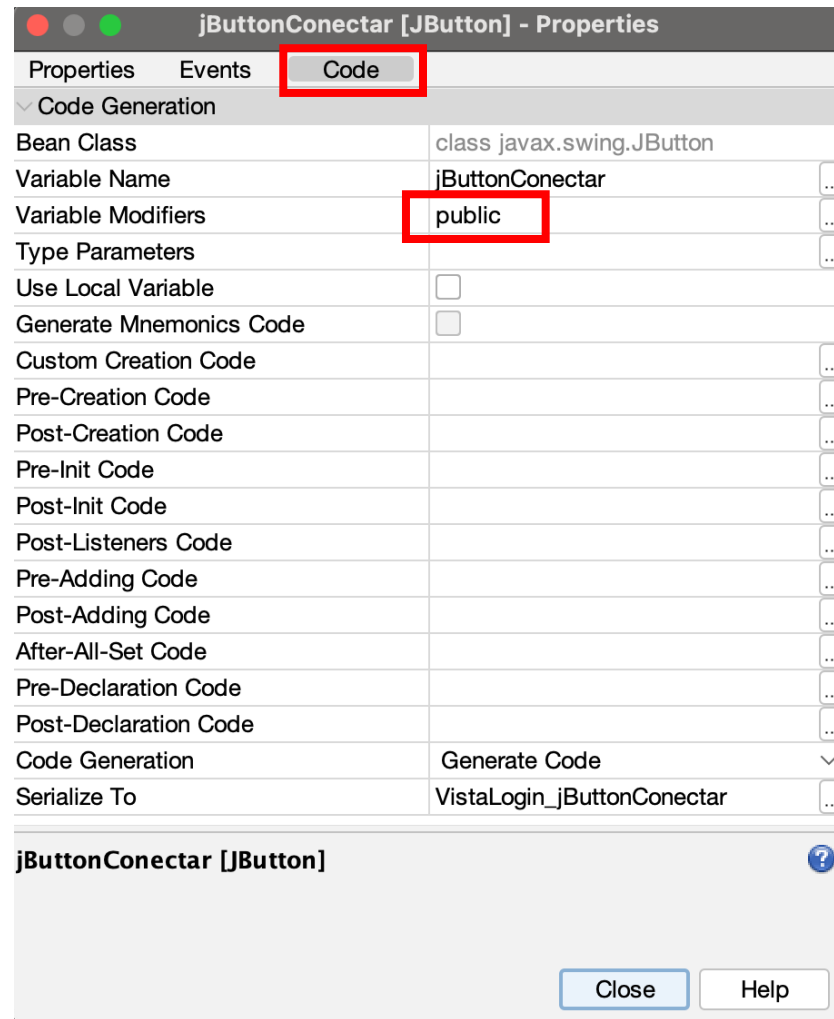 jButtonConectar [JButton] - Properties
Properties Events Code
Code Generation
Bean Class class javax.swing.JButton
Variable Name jButtonConectar ..
Variable Modifiers public ..
Type Parameters ..
Use Local Variable
Generate Mnemonics Code
Custom Creation Code ..
Pre-Creation Code ..
Post-Creation Code ..
Pre-Init Code ..
Post-Init Code ..
Post-Listeners Code ..
Pre-Adding Code ..
Post-Adding Code ..
After-All-Set Code ..
Pre-Declaration Code ..
Post-Declaration Code ..
Code Generation Generate Code
Serialize To VistaLogin_jButtonConectar ..
jButtonConectar [JButton] ?
Close Help